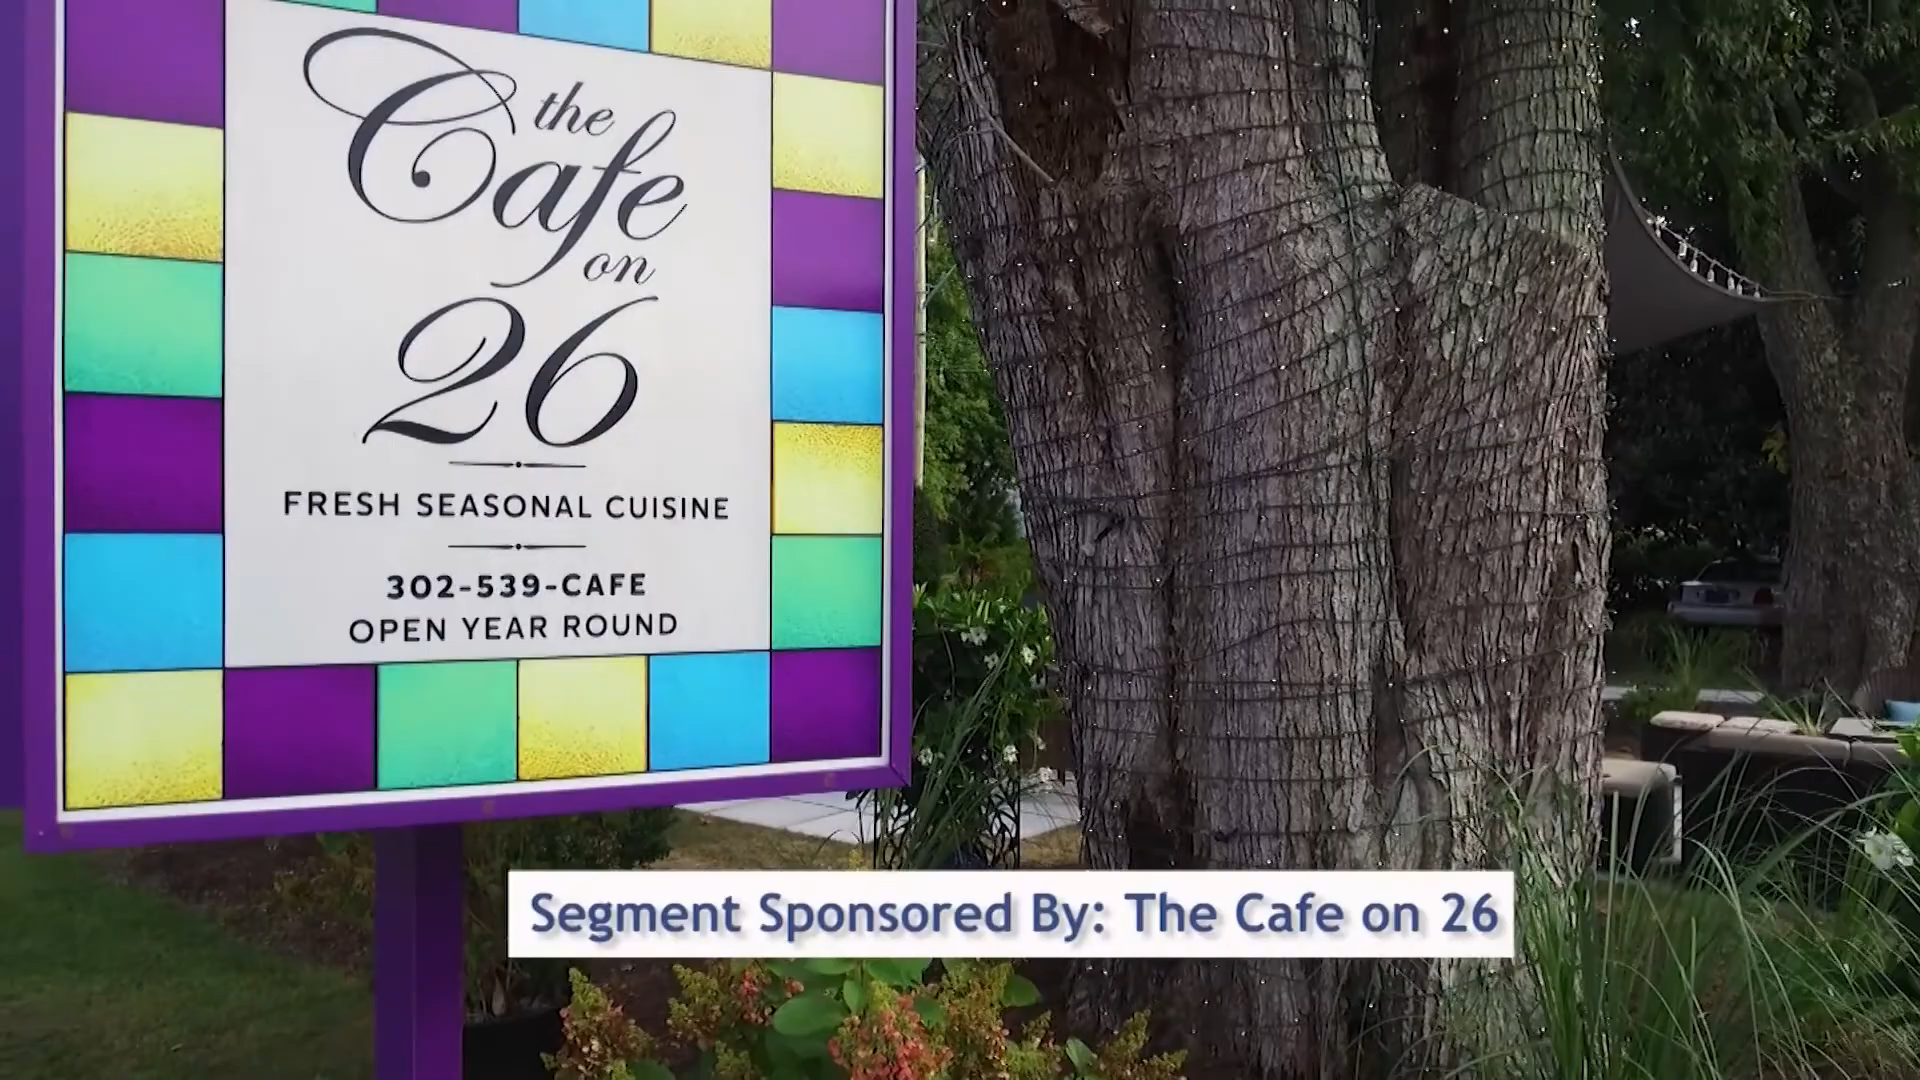 the
Cafe
on
26
FRESH SEASONAL CUISINE
302-539-CAFE
OPEN YEAR ROUND
Segment Sponsored By: The Cafe on 26